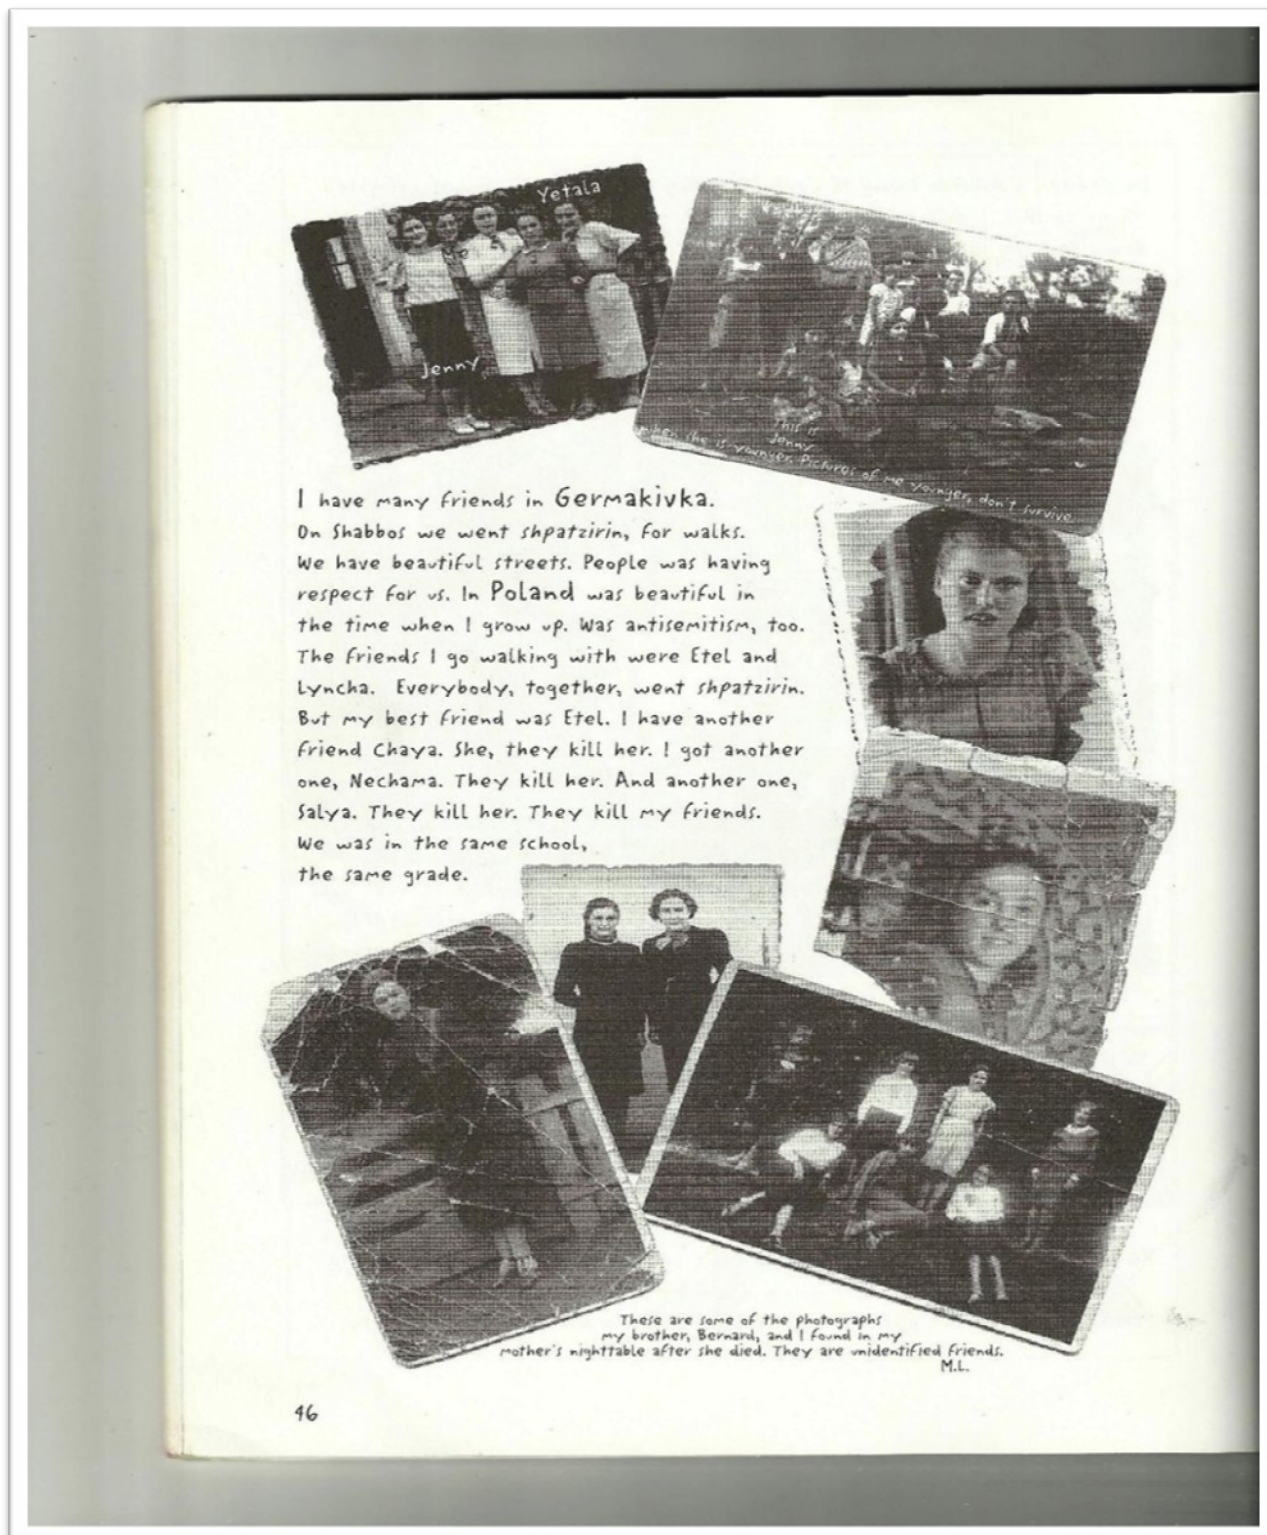 Yetala
Me
Jenny
This is
Jenny
when she is younger. Pictures of me younger, don't survive.
I have many friends in Germakivka.
On Shabbos we went shpatzirin, for walks.
We have beautiful streets. People was having
respect for us. In Poland was beautiful in
the time when I grow up. Was antisemitism, too.
The friends I go walking with were Etel and
Lyncha. Everybody, together, went shpatzirin.
But my best friend was Etel. I have another
friend Chaya. She, they kill her. I got another
one, Nechama. They kill her. And another one,
Salya. They kill her. They kill my friends.
We was in the same school,
the same grade.
These are some of the photographs
my brother, Bernard, and I found in my
mother's nighttable after she died. They are unidentified friends.
M.L.
46